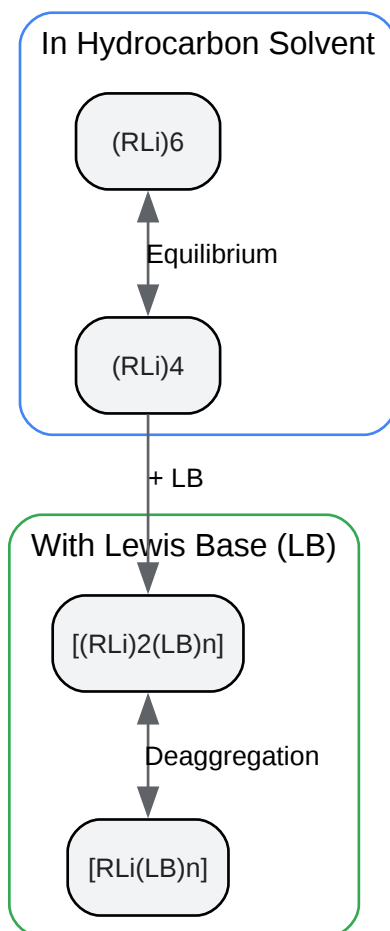 In Hydrocarbon Solvent
(RLi)6
Equilibrium
(RLi)4
+ LB
With Lewis Base (LB)
[(RLi)2(LB)n]
Deaggregation
[RLi(LB)n]